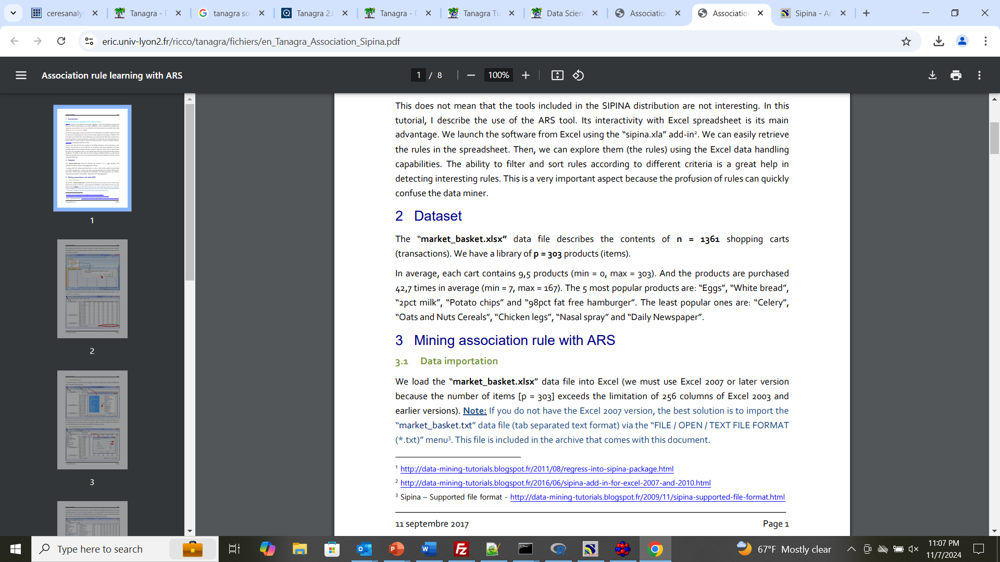 ceresanaly
Tanagra - D
tanagra so
Tanagra 2.0
Tanagra - D
Tanagra Tu
Data Scien
Associatio
Associatio
Sipina - Ar
eric.univ-lyon2.fr/ricco/tanagra/fichiers/en_Tanagra_Association_Sipina.pdf
Association rule learning with ARS
1 / 8
100%
1
2
3
This does not mean that the tools included in the SIPINA distribution are not interesting. In this
tutorial, I describe the use of the ARS tool. Its interactivity with Excel spreadsheet is its main
advantage. We launch the software from Excel using the “sipina.xla” add-in². We can easily retrieve
the rules in the spreadsheet. Then, we can explore them (the rules) using the Excel data handling
capabilities. The ability to filter and sort rules according to different criteria is a great help in
detecting interesting rules. This is a very important aspect because the profusion of rules can quickly
confuse the data miner.
2 Dataset
The “market_basket.xlsx” data file describes the contents of n = 1361 shopping carts
(transactions). We have a library of p = 303 products (items).
In average, each cart contains 9,5 products (min = 0, max = 303). And the products are purchased
42,7 times in average (min = 7, max = 167). The 5 most popular products are: “Eggs”, “White bread”,
“2pct milk”, “Potato chips” and “98pct fat free hamburger”. The least popular ones are: “Celery”,
“Oats and Nuts Cereals”, “Chicken legs”, “Nasal spray” and “Daily Newspaper”.
3 Mining association rule with ARS
3.1 Data importation
We load the “market_basket.xlsx” data file into Excel (we must use Excel 2007 or later version
because the number of items [p = 303] exceeds the limitation of 256 columns of Excel 2003 and
earlier versions). Note: If you do not have the Excel 2007 version, the best solution is to import the
“market_basket.txt” data file (tab separated text format) via the “FILE / OPEN / TEXT FILE FORMAT
(*.txt)” menu³. This file is included in the archive that comes with this document.
¹ http://data-mining-tutorials.blogspot.fr/2011/08/regress-into-sipina-package.html
² http://data-mining-tutorials.blogspot.fr/2016/06/sipina-add-in-for-excel-2007-and-2010.html
³ Sipina – Supported file format - http://data-mining-tutorials.blogspot.fr/2009/11/sipina-supported-file-format.html
11 septembre 2017 Page 1
Type here to search
67°F Mostly clear
11:07 PM
11/7/2024